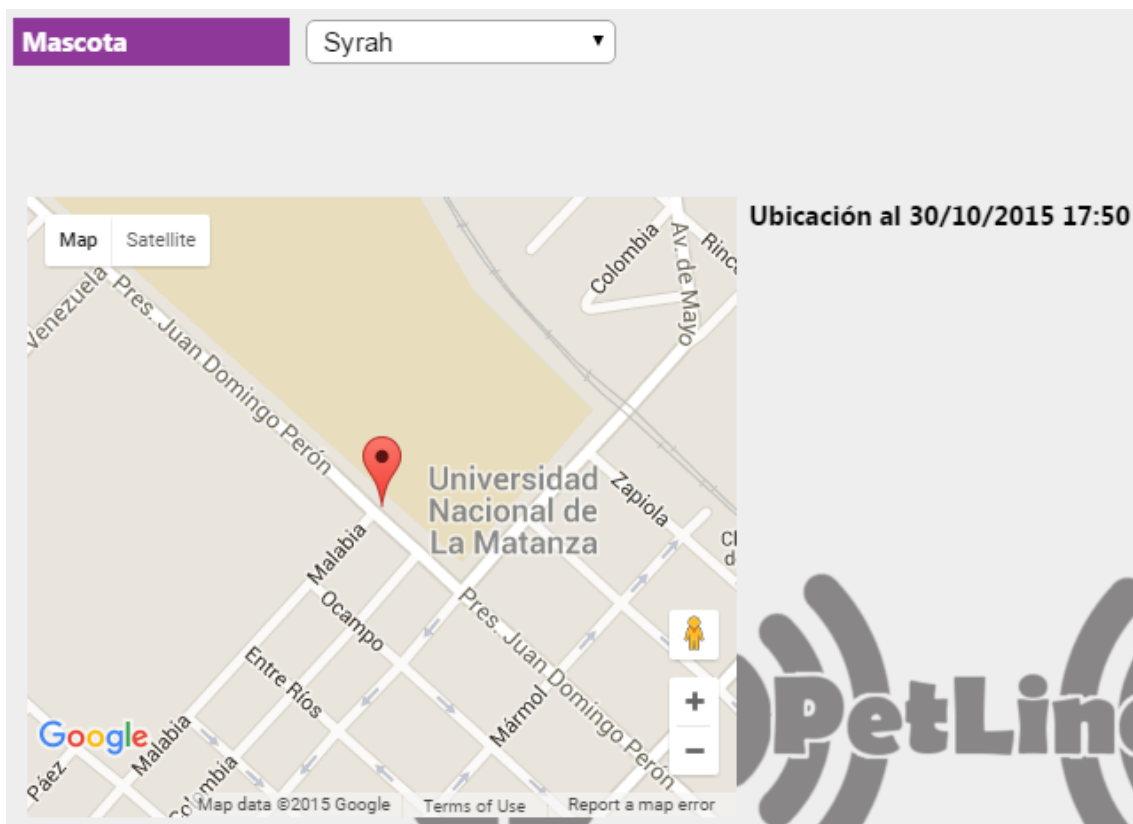 Mascota
Syrah
Ubicación al 30/10/2015 17:50
Map
Satellite
Venezuela
Pres. Juan Domingo Perón
Colombia
Av. de Mayo
Universidad
Nacional de
La Matanza
Zapiola
Malabia
Ocampo
Pres. Juan Domingo Perón
Entre Ríos
Mármol
Malabia
Páez
Google
Map data ©2015 Google
Terms of Use
Report a map error